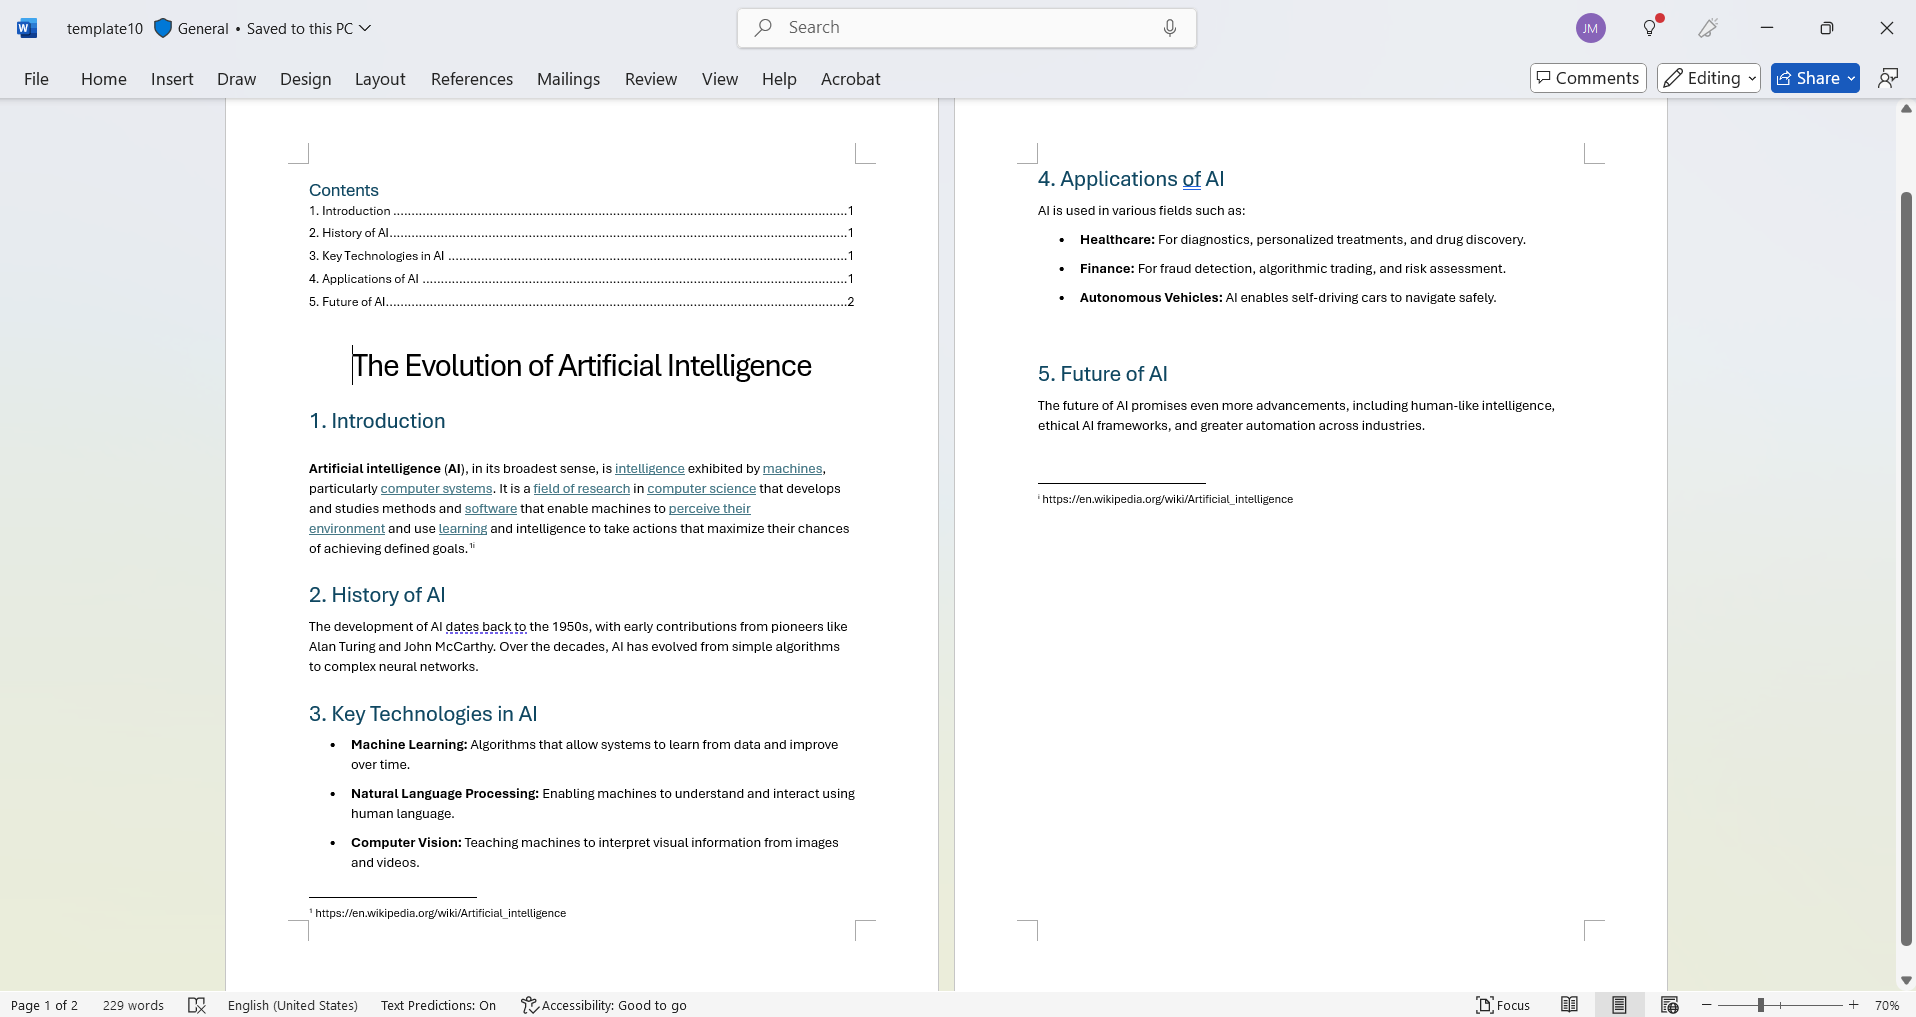 template10 General • Saved to this PC
Search
JM
File Home Insert Draw Design Layout References Mailings Review View Help Acrobat
Comments Editing Share
Contents
1. Introduction ........................................................................................................................1
2. History of AI........................................................................................................................1
3. Key Technologies in AI ........................................................................................................1
4. Applications of AI ...............................................................................................................1
5. Future of AI.........................................................................................................................2
The Evolution of Artificial Intelligence
1. Introduction
Artificial intelligence (AI), in its broadest sense, is intelligence exhibited by machines,
particularly computer systems. It is a field of research in computer science that develops
and studies methods and software that enable machines to perceive their
environment and use learning and intelligence to take actions that maximize their chances
of achieving defined goals. 1i
2. History of AI
The development of AI dates back to the 1950s, with early contributions from pioneers like
Alan Turing and John McCarthy. Over the decades, AI has evolved from simple algorithms
to complex neural networks.
3. Key Technologies in AI
• Machine Learning: Algorithms that allow systems to learn from data and improve
over time.
• Natural Language Processing: Enabling machines to understand and interact using
human language.
• Computer Vision: Teaching machines to interpret visual information from images
and videos.
1 https://en.wikipedia.org/wiki/Artificial_intelligence
4. Applications of AI
AI is used in various fields such as:
• Healthcare: For diagnostics, personalized treatments, and drug discovery.
• Finance: For fraud detection, algorithmic trading, and risk assessment.
• Autonomous Vehicles: AI enables self-driving cars to navigate safely.
5. Future of AI
The future of AI promises even more advancements, including human-like intelligence,
ethical AI frameworks, and greater automation across industries.
i https://en.wikipedia.org/wiki/Artificial_intelligence
Page 1 of 2 229 words English (United States) Text Predictions: On Accessibility: Good to go Focus 70%